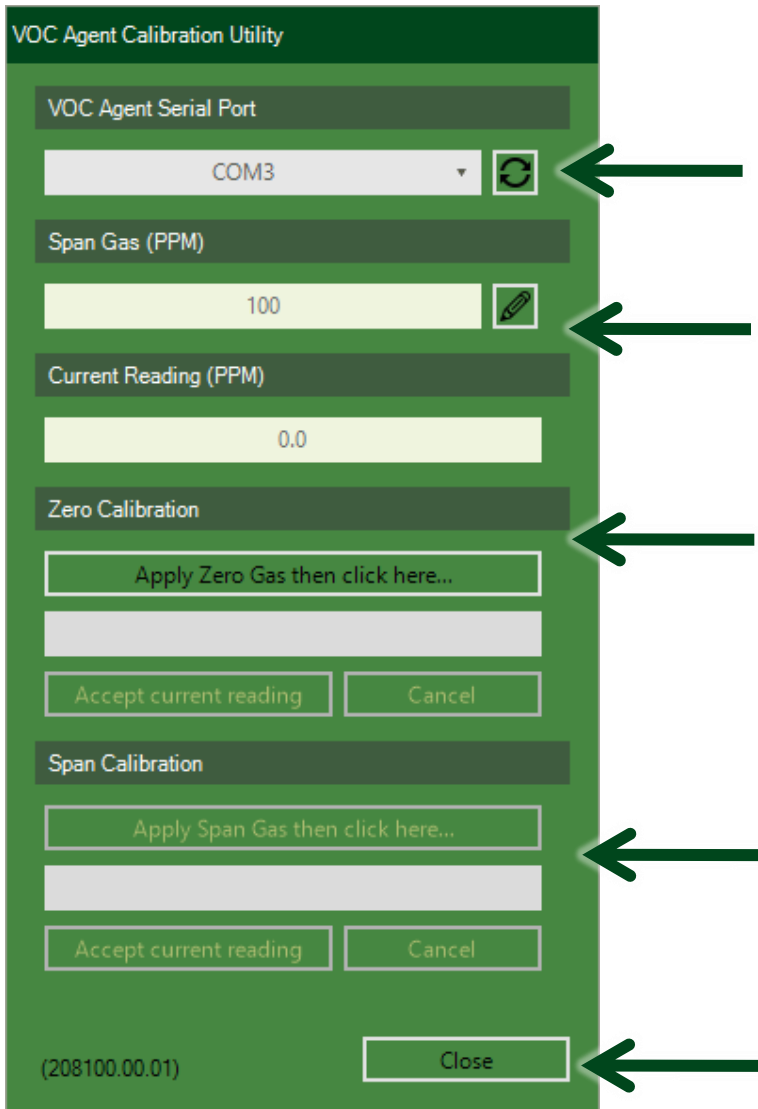 VOC Agent Calibration Utility
VOC Agent Serial Port
COM3
Span Gas (PPM)
100
Current Reading (PPM)
0.0
Zero Calibration
Apply Zero Gas then click here...
Accept current reading Cancel
Span Calibration
Apply Span Gas then click here...
Accept current reading Cancel
(208100.00.01) Close